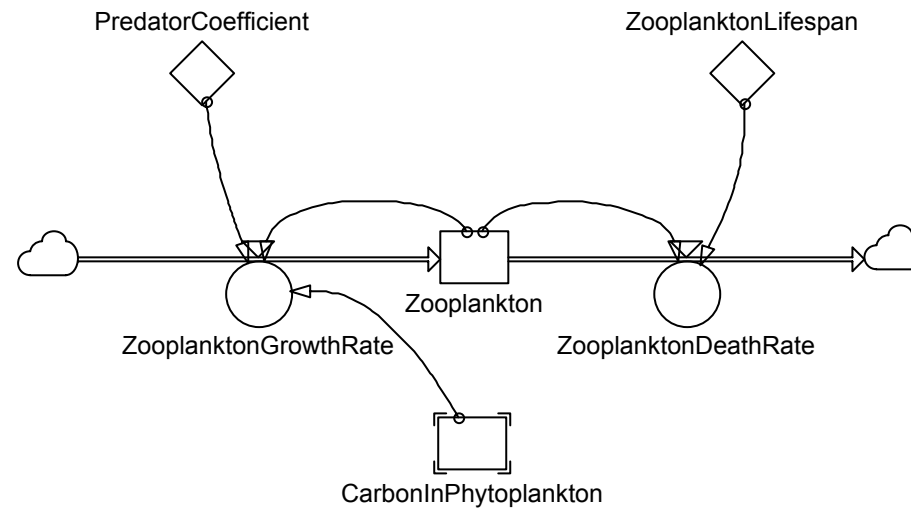 PredatorCoefficient
ZooplanktonLifespan
Zooplankton
ZooplanktonGrowthRate
ZooplanktonDeathRate
CarbonInPhytoplankton